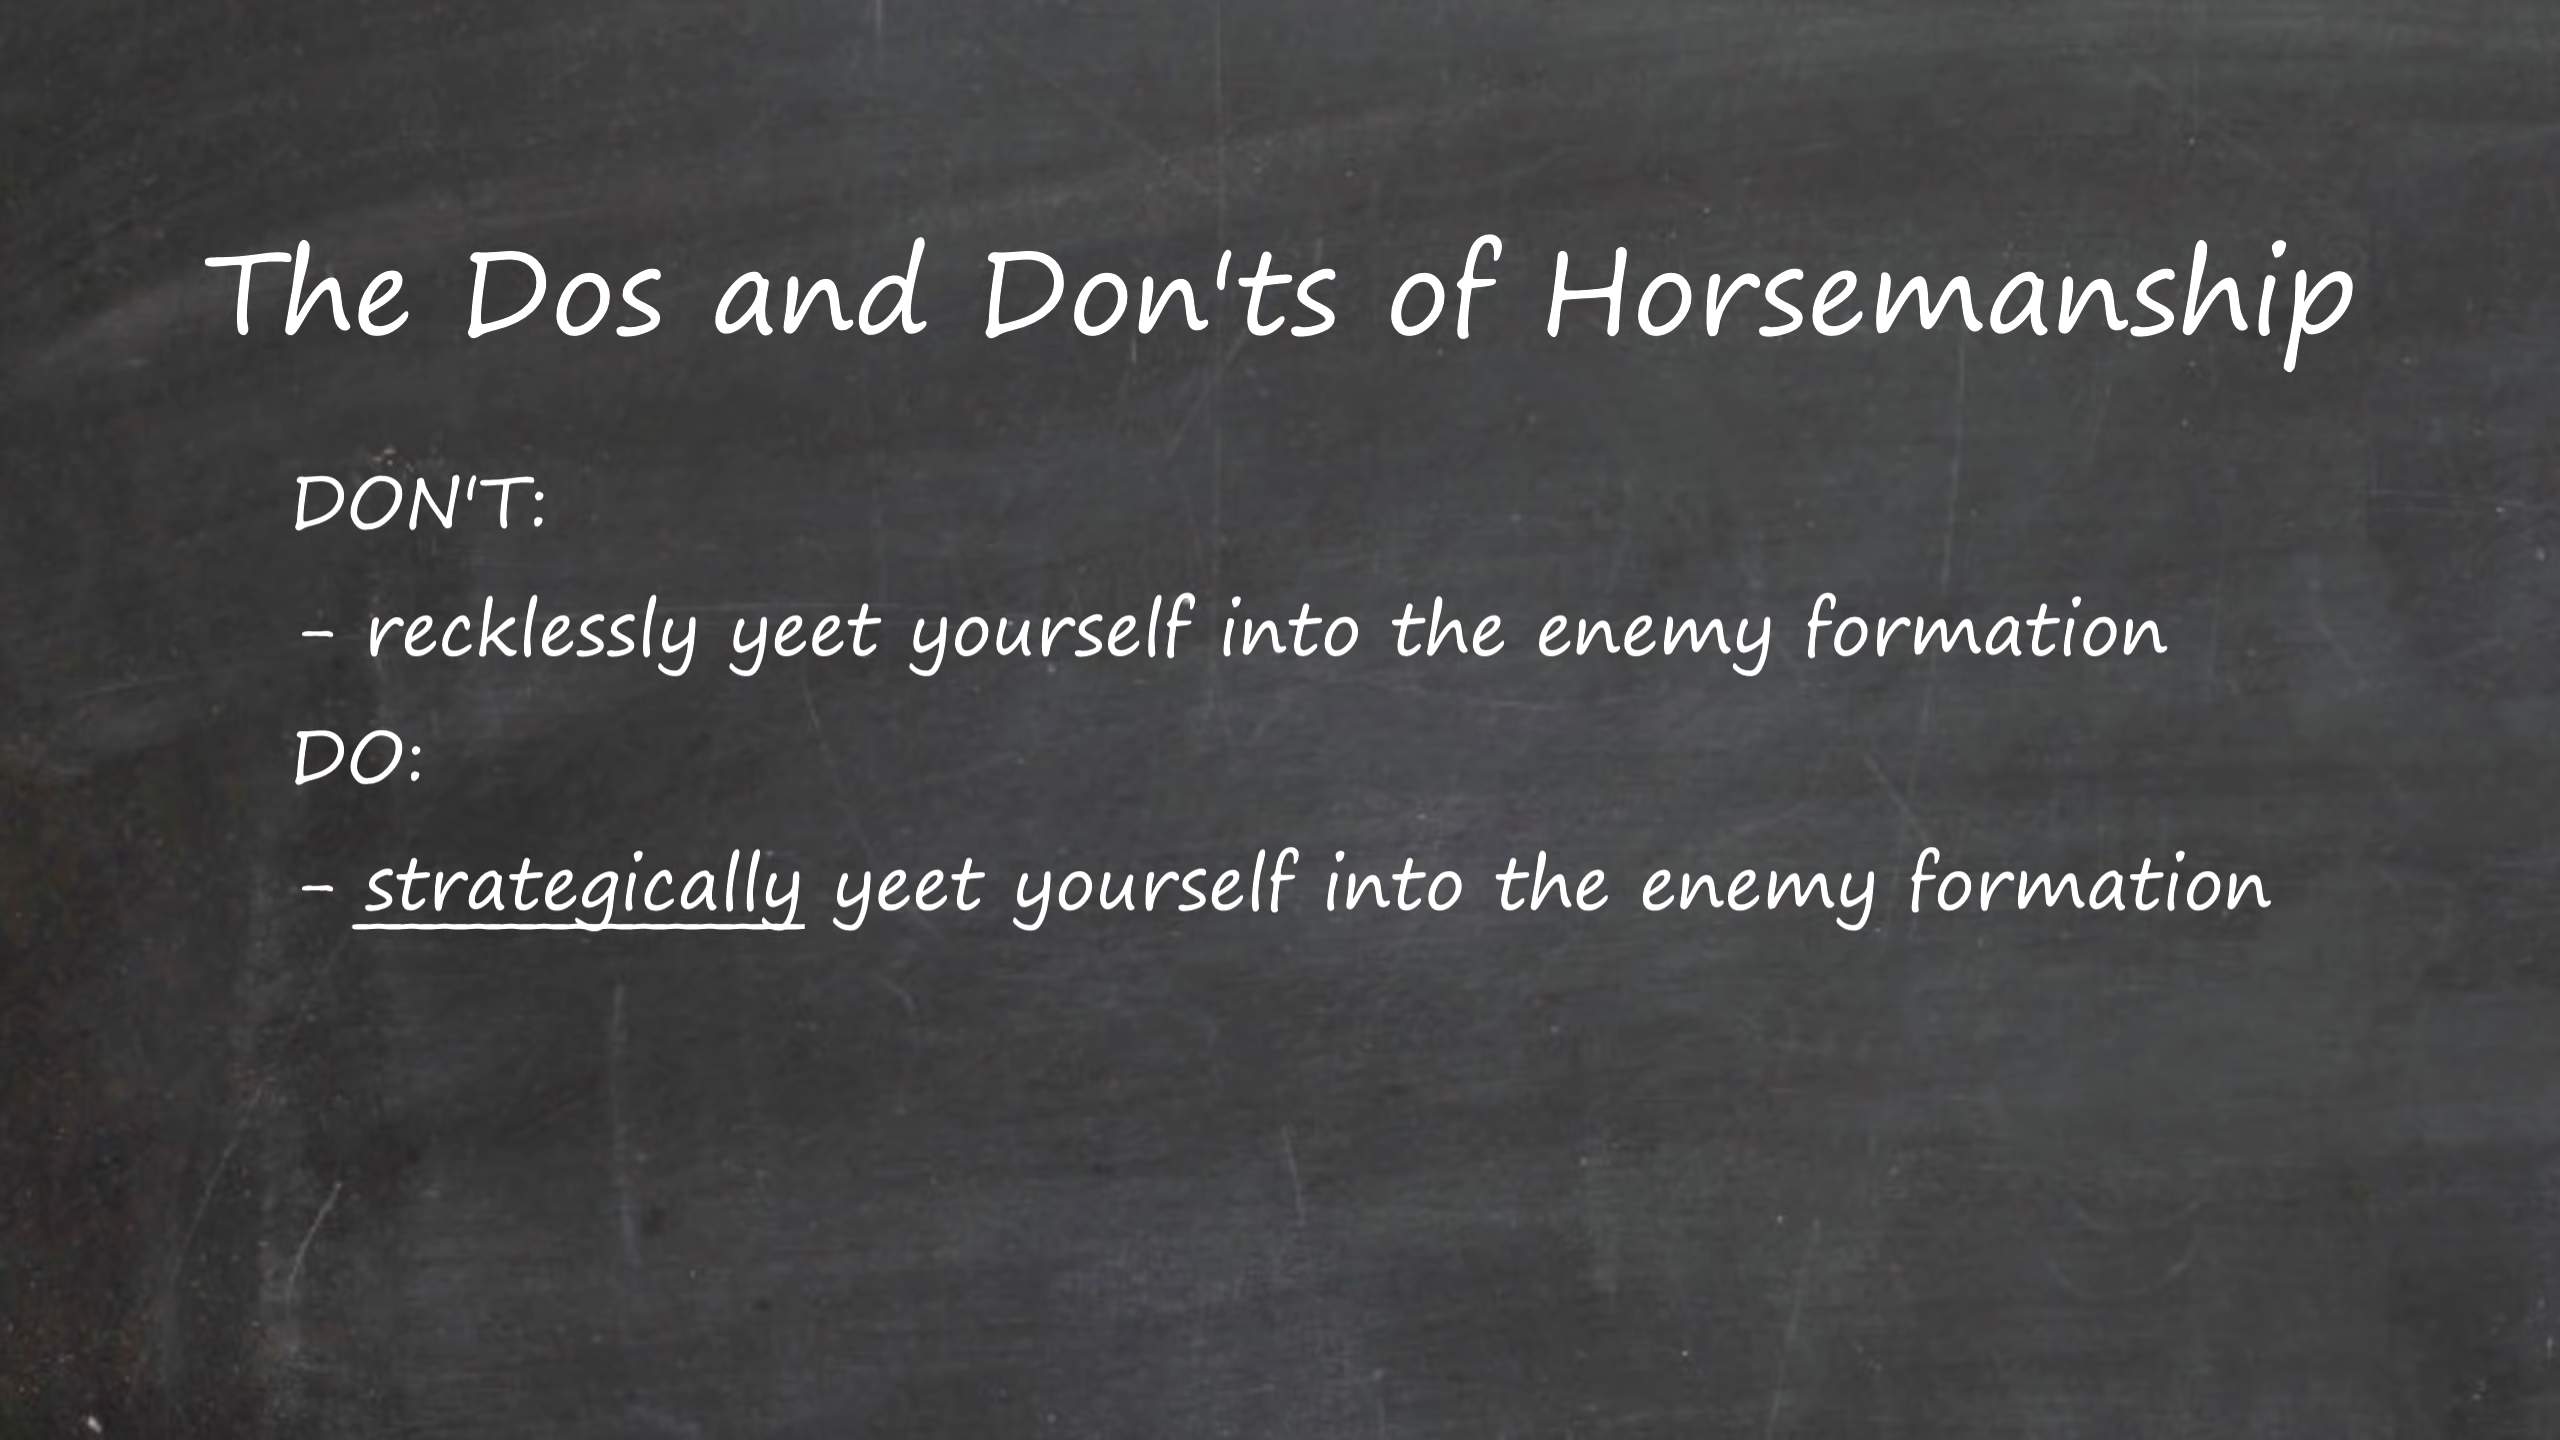 The Dos and Don'ts of Horsemanship
DON'T:
- recklessly yeet yourself into the enemy formation
DO:
- strategically yeet yourself into the enemy formation